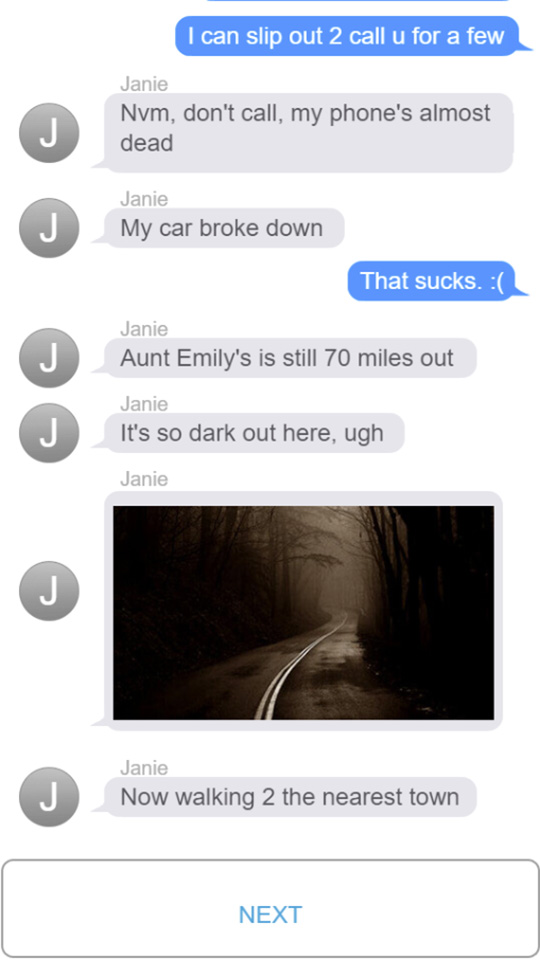 I can slip out 2 call u for a few
Janie
J
Nvm, don't call, my phone's almost
dead
Janie
J
My car broke down
That sucks. :(
Janie
J
Aunt Emily's is still 70 miles out
Janie
J
It's so dark out here, ugh
Janie
J
Janie
J
Now walking 2 the nearest town
NEXT